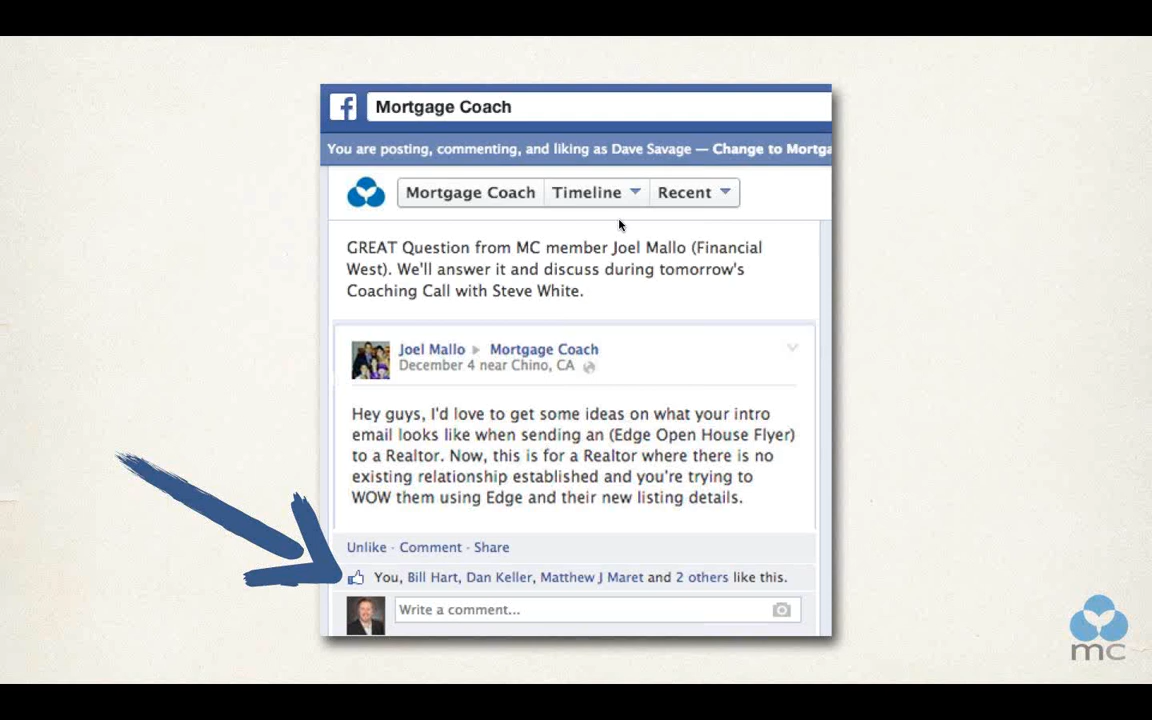 Mortgage Coach
You are posting, commenting, and liking as Dave Savage — Change to Mortga
Mortgage Coach Timeline Recent
GREAT Question from MC member Joel Mallo (Financial
West). We'll answer it and discuss during tomorrow's
Coaching Call with Steve White.
Joel Mallo Mortgage Coach
December 4 near Chino, CA
Hey guys, I'd love to get some ideas on what your intro
email looks like when sending an (Edge Open House Flyer)
to a Realtor. Now, this is for a Realtor where there is no
existing relationship established and you're trying to
WOW them using Edge and their new listing details.
Unlike · Comment · Share
You, Bill Hart, Dan Keller, Matthew J Maret and 2 others like this.
Write a comment...
mc